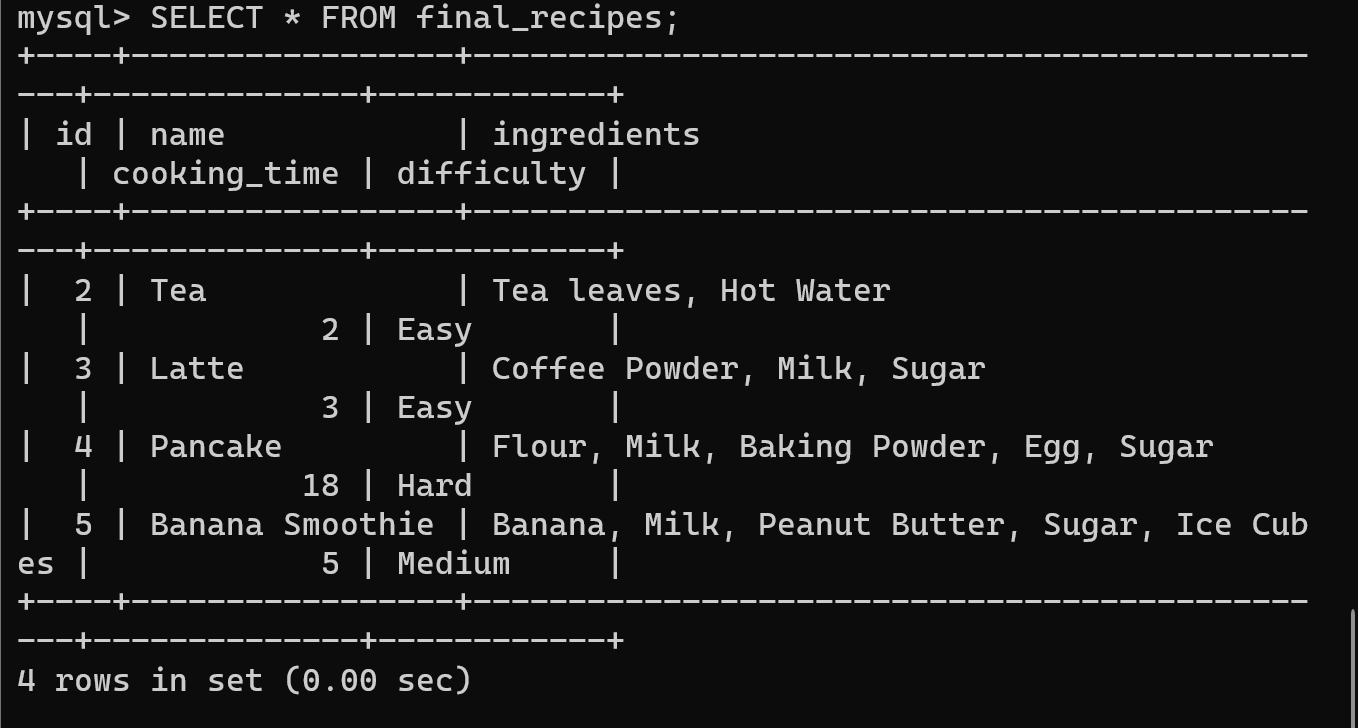 mysql> SELECT * FROM final_recipes;
+----+-----------------+--------------------------------------------
---+--------------+------------+
| id | name            | ingredients
   | cooking_time | difficulty |
+----+-----------------+--------------------------------------------
---+--------------+------------+
|  2 | Tea             | Tea leaves, Hot Water
   |            2 | Easy       |
|  3 | Latte           | Coffee Powder, Milk, Sugar
   |            3 | Easy       |
|  4 | Pancake         | Flour, Milk, Baking Powder, Egg, Sugar
   |           18 | Hard       |
|  5 | Banana Smoothie | Banana, Milk, Peanut Butter, Sugar, Ice Cub
es |            5 | Medium     |
+----+-----------------+--------------------------------------------
---+--------------+------------+
4 rows in set (0.00 sec)